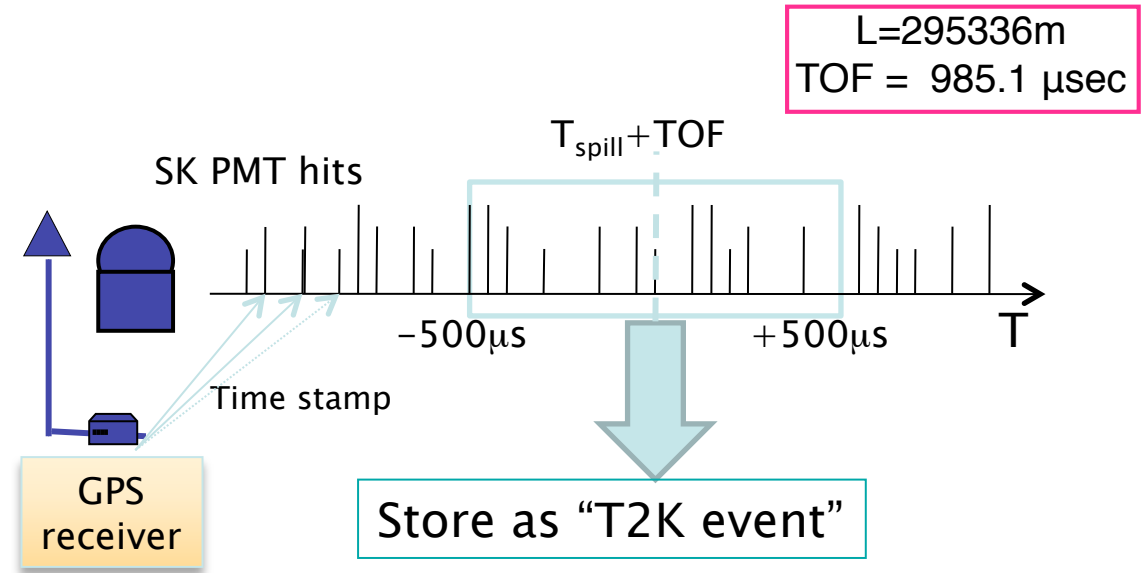 L=295336m
TOF = 985.1 μsec
T_spill+TOF
SK PMT hits
-500μs
+500μs
T
Time stamp
GPS
receiver
Store as “T2K event”